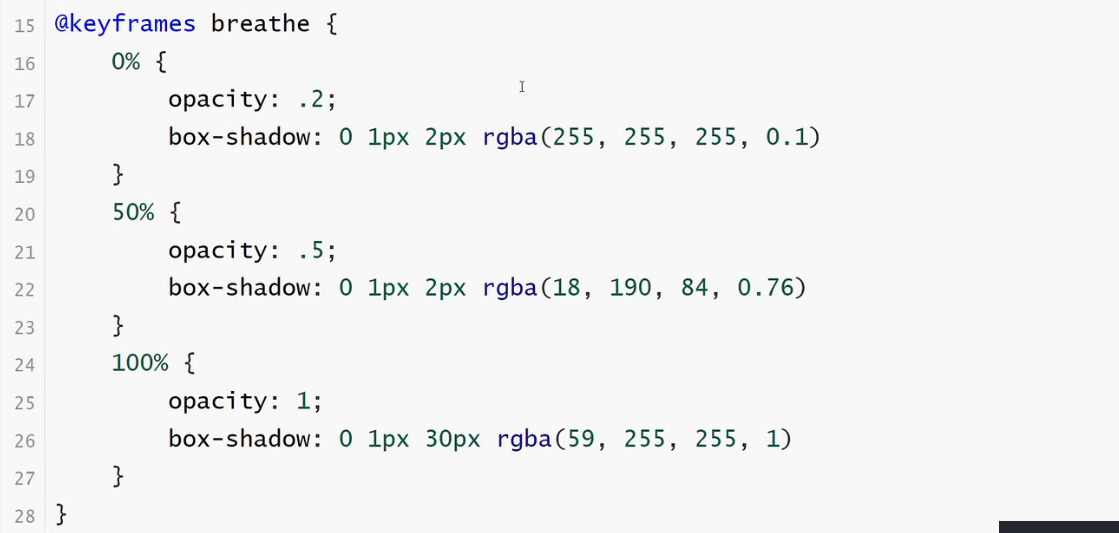 15 @keyframes breathe {
16 0% {
17 opacity: .2;
18 box-shadow: 0 1px 2px rgba(255, 255, 255, 0.1)
19 }
20 50% {
21 opacity: .5;
22 box-shadow: 0 1px 2px rgba(18, 190, 84, 0.76)
23 }
24 100% {
25 opacity: 1;
26 box-shadow: 0 1px 30px rgba(59, 255, 255, 1)
27 }
28 }